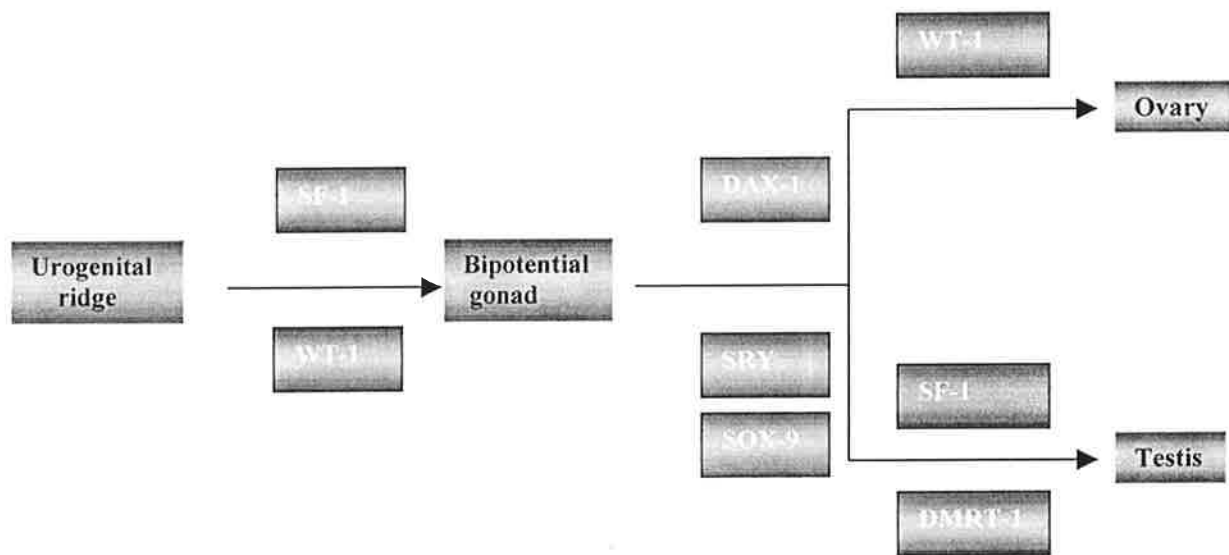 WT-1
Ovary
SF-1
DAX-1
Urogenital
ridge
Bipotential
gonad
WT-1
SRY
SF-1
SOX-9
Testis
DMRT-1